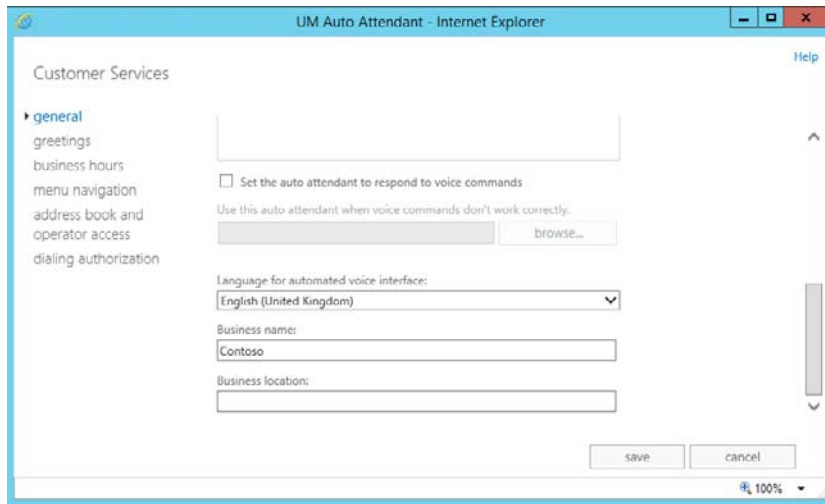 UM Auto Attendant - Internet Explorer
Help
Customer Services
general
greetings
business hours
menu navigation
address book and
operator access
dialing authorization
Set the auto attendant to respond to voice commands
Use this auto attendant when voice commands don't work correctly.
browse...
Language for automated voice interface:
English (United Kingdom)
Business name:
Contoso
Business location:
save
cancel
100%